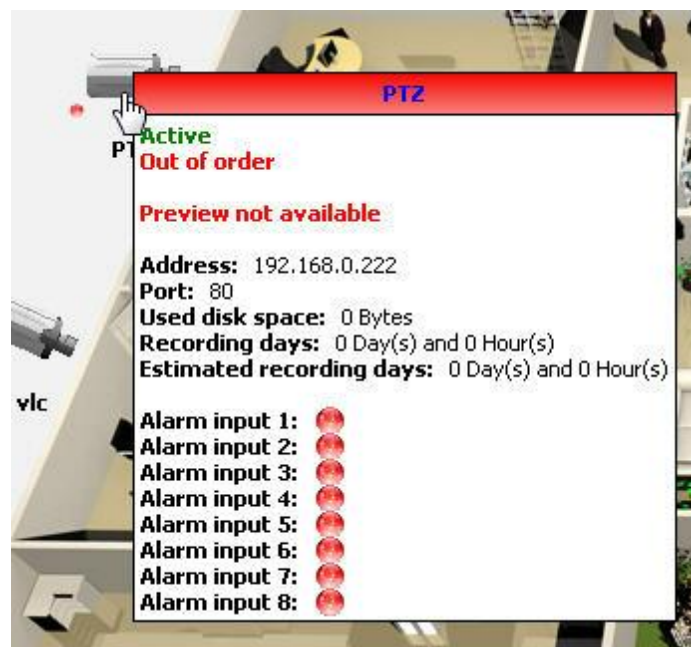 PTZ
PT
Active
Out of order
Preview not available
Address: 192.168.0.222
Port: 80
Used disk space: 0 Bytes
Recording days: 0 Day(s) and 0 Hour(s)
Estimated recording days: 0 Day(s) and 0 Hour(s)
vlc
Alarm input 1:
Alarm input 2:
Alarm input 3:
Alarm input 4:
Alarm input 5:
Alarm input 6:
Alarm input 7:
Alarm input 8: